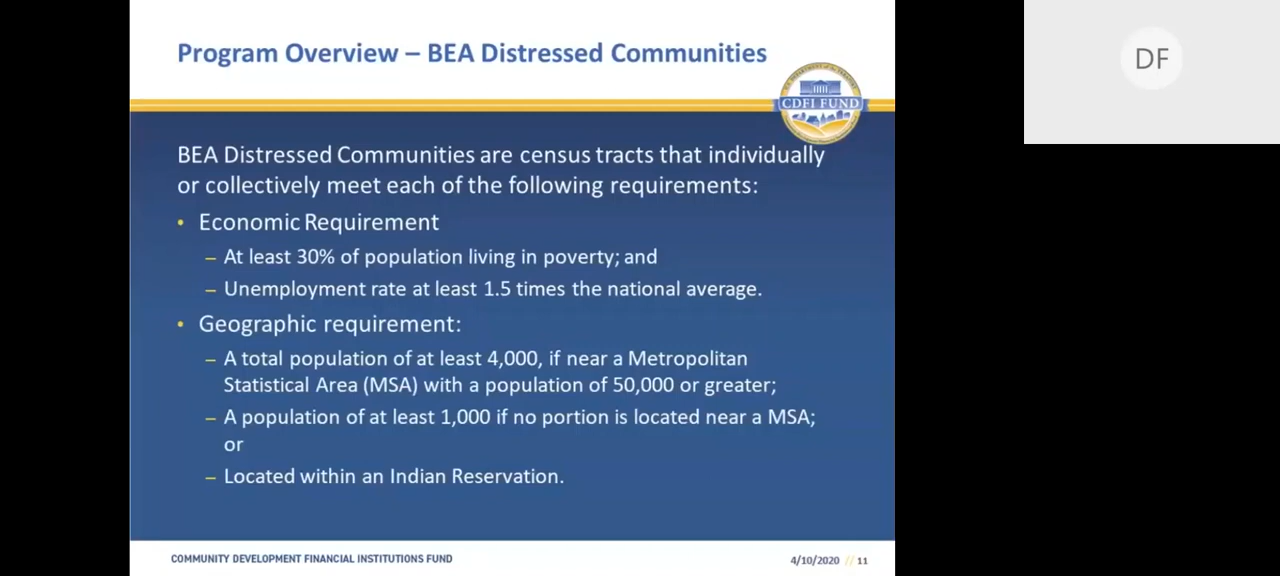 Program Overview – BEA Distressed Communities
CDFI FUND
BEA Distressed Communities are census tracts that individually
or collectively meet each of the following requirements:
• Economic Requirement
– At least 30% of population living in poverty; and
– Unemployment rate at least 1.5 times the national average.
• Geographic requirement:
– A total population of at least 4,000, if near a Metropolitan
Statistical Area (MSA) with a population of 50,000 or greater;
– A population of at least 1,000 if no portion is located near a MSA;
or
– Located within an Indian Reservation.
COMMUNITY DEVELOPMENT FINANCIAL INSTITUTIONS FUND
4/10/2020 // 11
DF